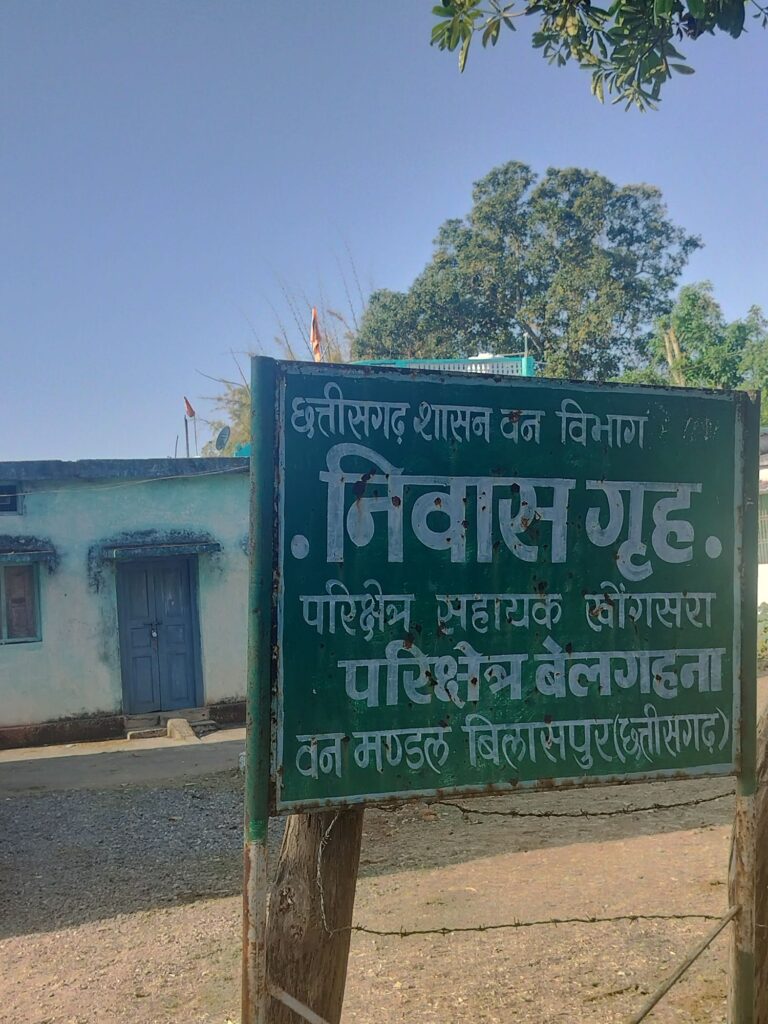 छत्तीसगढ़ शासन वन विभाग
. निवास गृह .
परिक्षेत्र सहायक खोंगसरा
परिक्षेत्र बेलगहना
वन मण्डल बिलासपुर(छत्तीसगढ़)